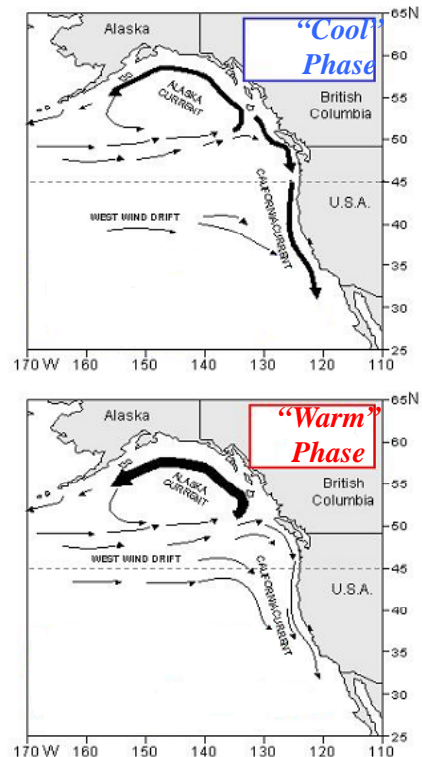 Alaska
"Cool"
Phase
65N
60
55
50
45
40
35
30
25
British
Columbia
ALASKA
CURRENT
U.S.A.
WEST WIND DRIFT
CALIFORNIA CURRENT
170 W
160
150
140
130
120
110
Alaska
"Warm"
Phase
65N
60
55
50
45
40
35
30
25
British
Columbia
ALASKA
CURRENT
WEST WIND DRIFT
U.S.A.
CALIFORNIA CURRENT
170 W
160
150
140
130
120
110